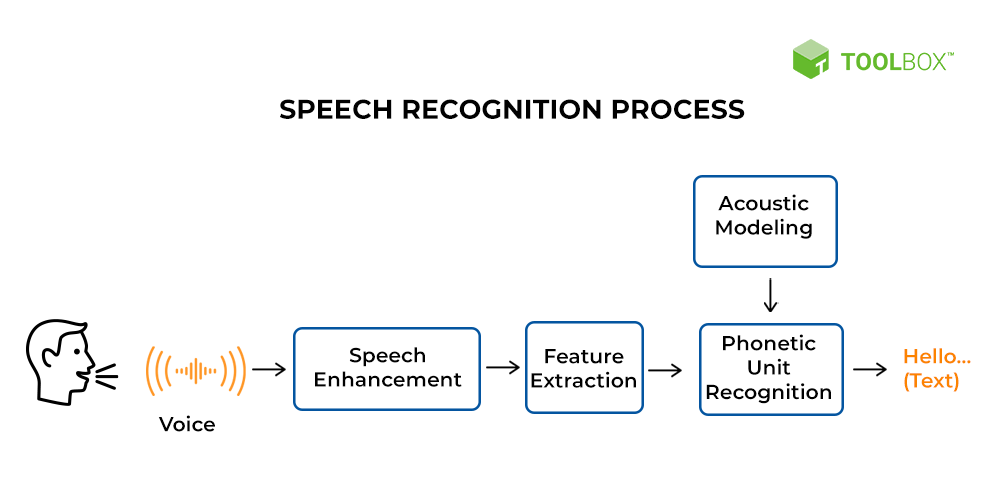 TOOLBOX™
SPEECH RECOGNITION PROCESS
Acoustic
Modeling
Speech
Enhancement
Feature
Extraction
Phonetic
Unit
Recognition
Hello...
(Text)
Voice